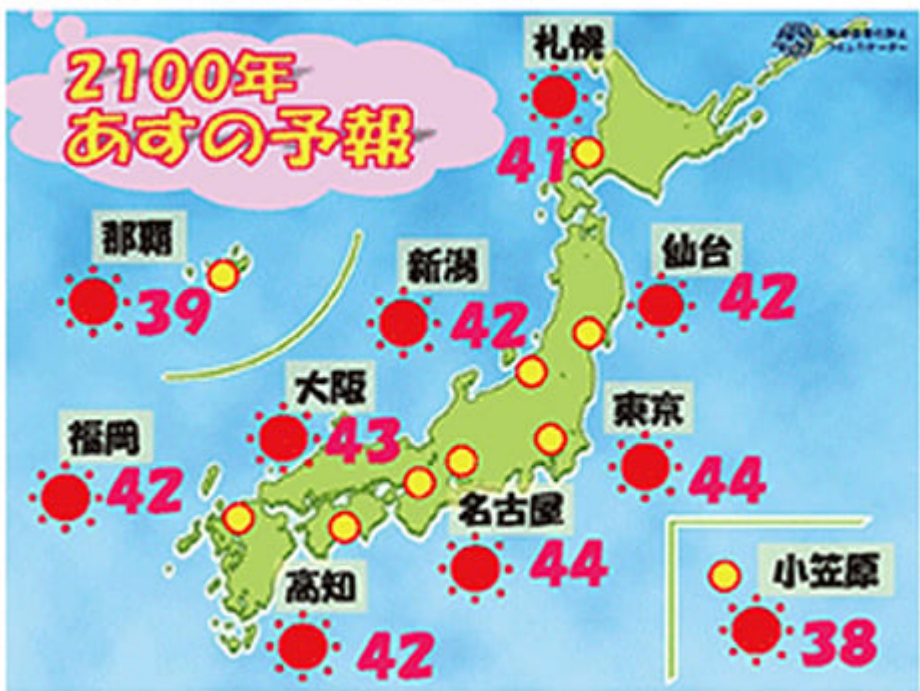 2100年
あすの予報
札幌
41
那覇
39
新潟
42
仙台
42
大阪
43
福岡
42
東京
44
名古屋
44
高知
42
小笠原
38